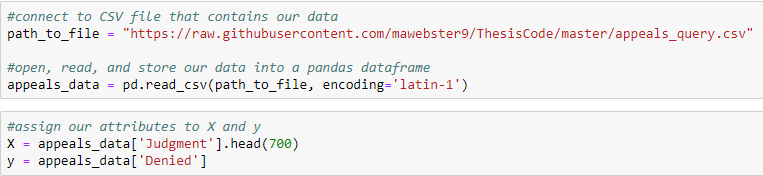 #connect to CSV file that contains our data
path_to_file = "https://raw.githubusercontent.com/mawebster9/ThesisCode/master/appeals_query.csv"
#open, read, and store our data into a pandas dataframe
appeals_data = pd.read_csv(path_to_file, encoding='latin-1')
#assign our attributes to X and y
X = appeals_data['Judgment'].head(700)
y = appeals_data['Denied']